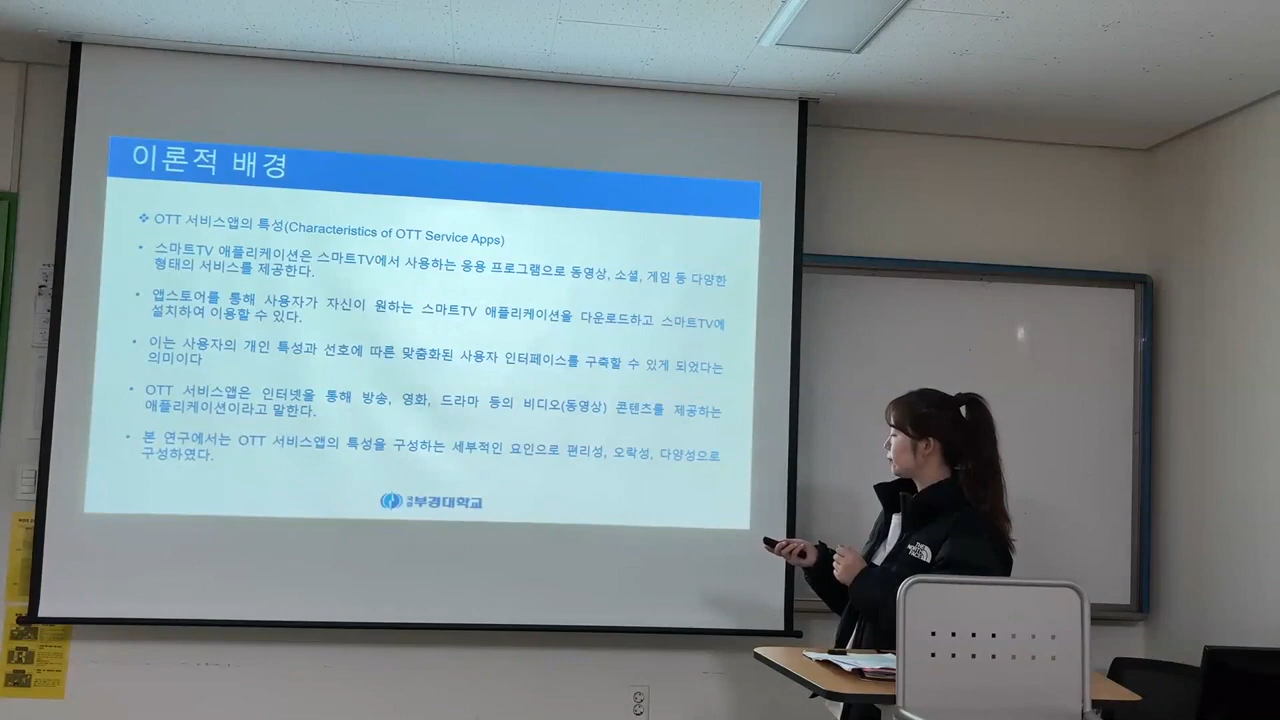 이론적 배경
❖ OTT 서비스앱의 특성(Characteristics of OTT Service Apps)
• 스마트TV 애플리케이션은 스마트TV에서 사용하는 응용 프로그램으로 동영상, 소셜, 게임 등 다양한
형태의 서비스를 제공한다.
• 앱스토어를 통해 사용자가 자신이 원하는 스마트TV 애플리케이션을 다운로드하고 스마트TV에
설치하여 이용할 수 있다.
• 이는 사용자의 개인 특성과 선호에 따른 맞춤화된 사용자 인터페이스를 구축할 수 있게 되었다는
의미이다
• OTT 서비스앱은 인터넷을 통해 방송, 영화, 드라마 등의 비디오(동영상) 콘텐츠를 제공하는
애플리케이션이라고 말한다.
• 본 연구에서는 OTT 서비스앱의 특성을 구성하는 세부적인 요인으로 편리성, 오락성, 다양성으로
구성하였다.
국립부경대학교
THE
NORTH
FACE